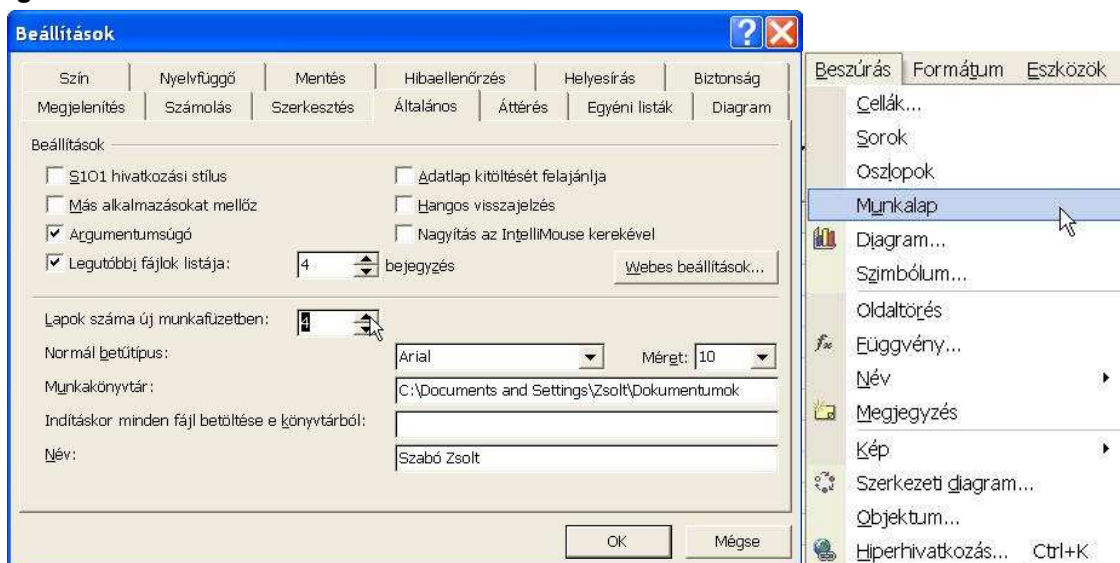 Beállítások
Szín Nyelvfüggő Mentés Hibaellenőrzés Helyesírás Biztonság
Megjelenítés Számolás Szerkesztés Általános Áttérés Egyéni listák Diagram
Beállítások
S1O1 hivatkozási stílus
Adatlap kitöltését felajánlja
Más alkalmazásokat mellőz
Hangos visszajelzés
Argumentumsúgó
Nagyítás az IntelliMouse kerekével
Legutóbbi fájlok listája: 4 bejegyzés
Webes beállítások...
Lapok száma új munkafüzetben: 4
Normál betűtípus: Arial Méret: 10
Munkakönyvtár: C:\Documents and Settings\Zsolt\Dokumentumok
Indításkor minden fájl betöltése e könyvtárból:
Név: Szabó Zsolt
OK Mégse
Beszúrás Formátum Eszközök
Cellák...
Sorok
Oszlopok
Munkalap
Diagram...
Szimbólum...
Oldaltörés
Függvény...
Név
Megjegyzés
Kép
Szerkezeti diagram...
Objektum...
Hiperhivatkozás... Ctrl+K